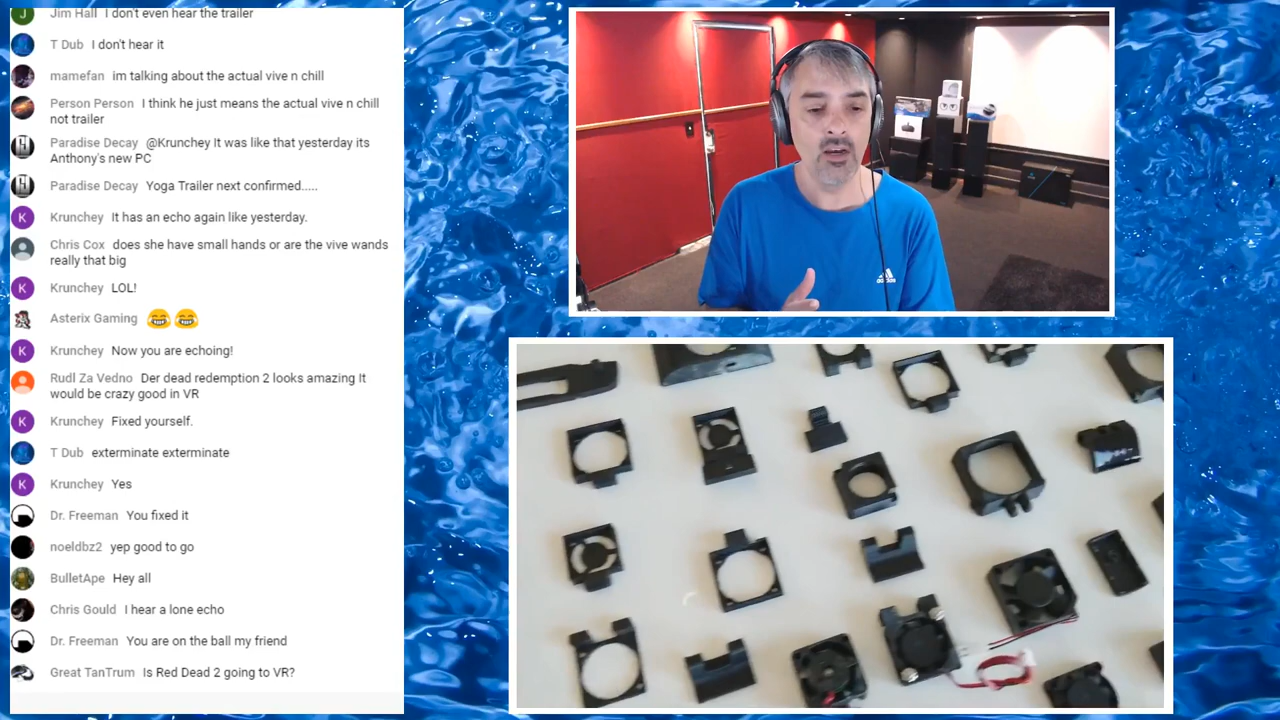 Jim Hall I don't even hear the trailer
T Dub I don't hear it
mamefan im talking about the actual vive n chill
Person Person I think he just means the actual vive n chill
not trailer
Paradise Decay @Krunchey It was like that yesterday its
Anthony's new PC
Paradise Decay Yoga Trailer next confirmed.....
K Krunchey It has an echo again like yesterday.
Chris Cox does she have small hands or are the vive wands
really that big
K Krunchey LOL!
Asterix Gaming 😂 😂
K Krunchey Now you are echoing!
Rudl Za Vedno Der dead redemption 2 looks amazing It
would be crazy good in VR
K Krunchey Fixed yourself.
T Dub exterminate exterminate
K Krunchey Yes
Dr. Freeman You fixed it
noeldbz2 yep good to go
BulletApe Hey all
Chris Gould I hear a lone echo
Dr. Freeman You are on the ball my friend
Great TanTrum Is Red Dead 2 going to VR?
adidas